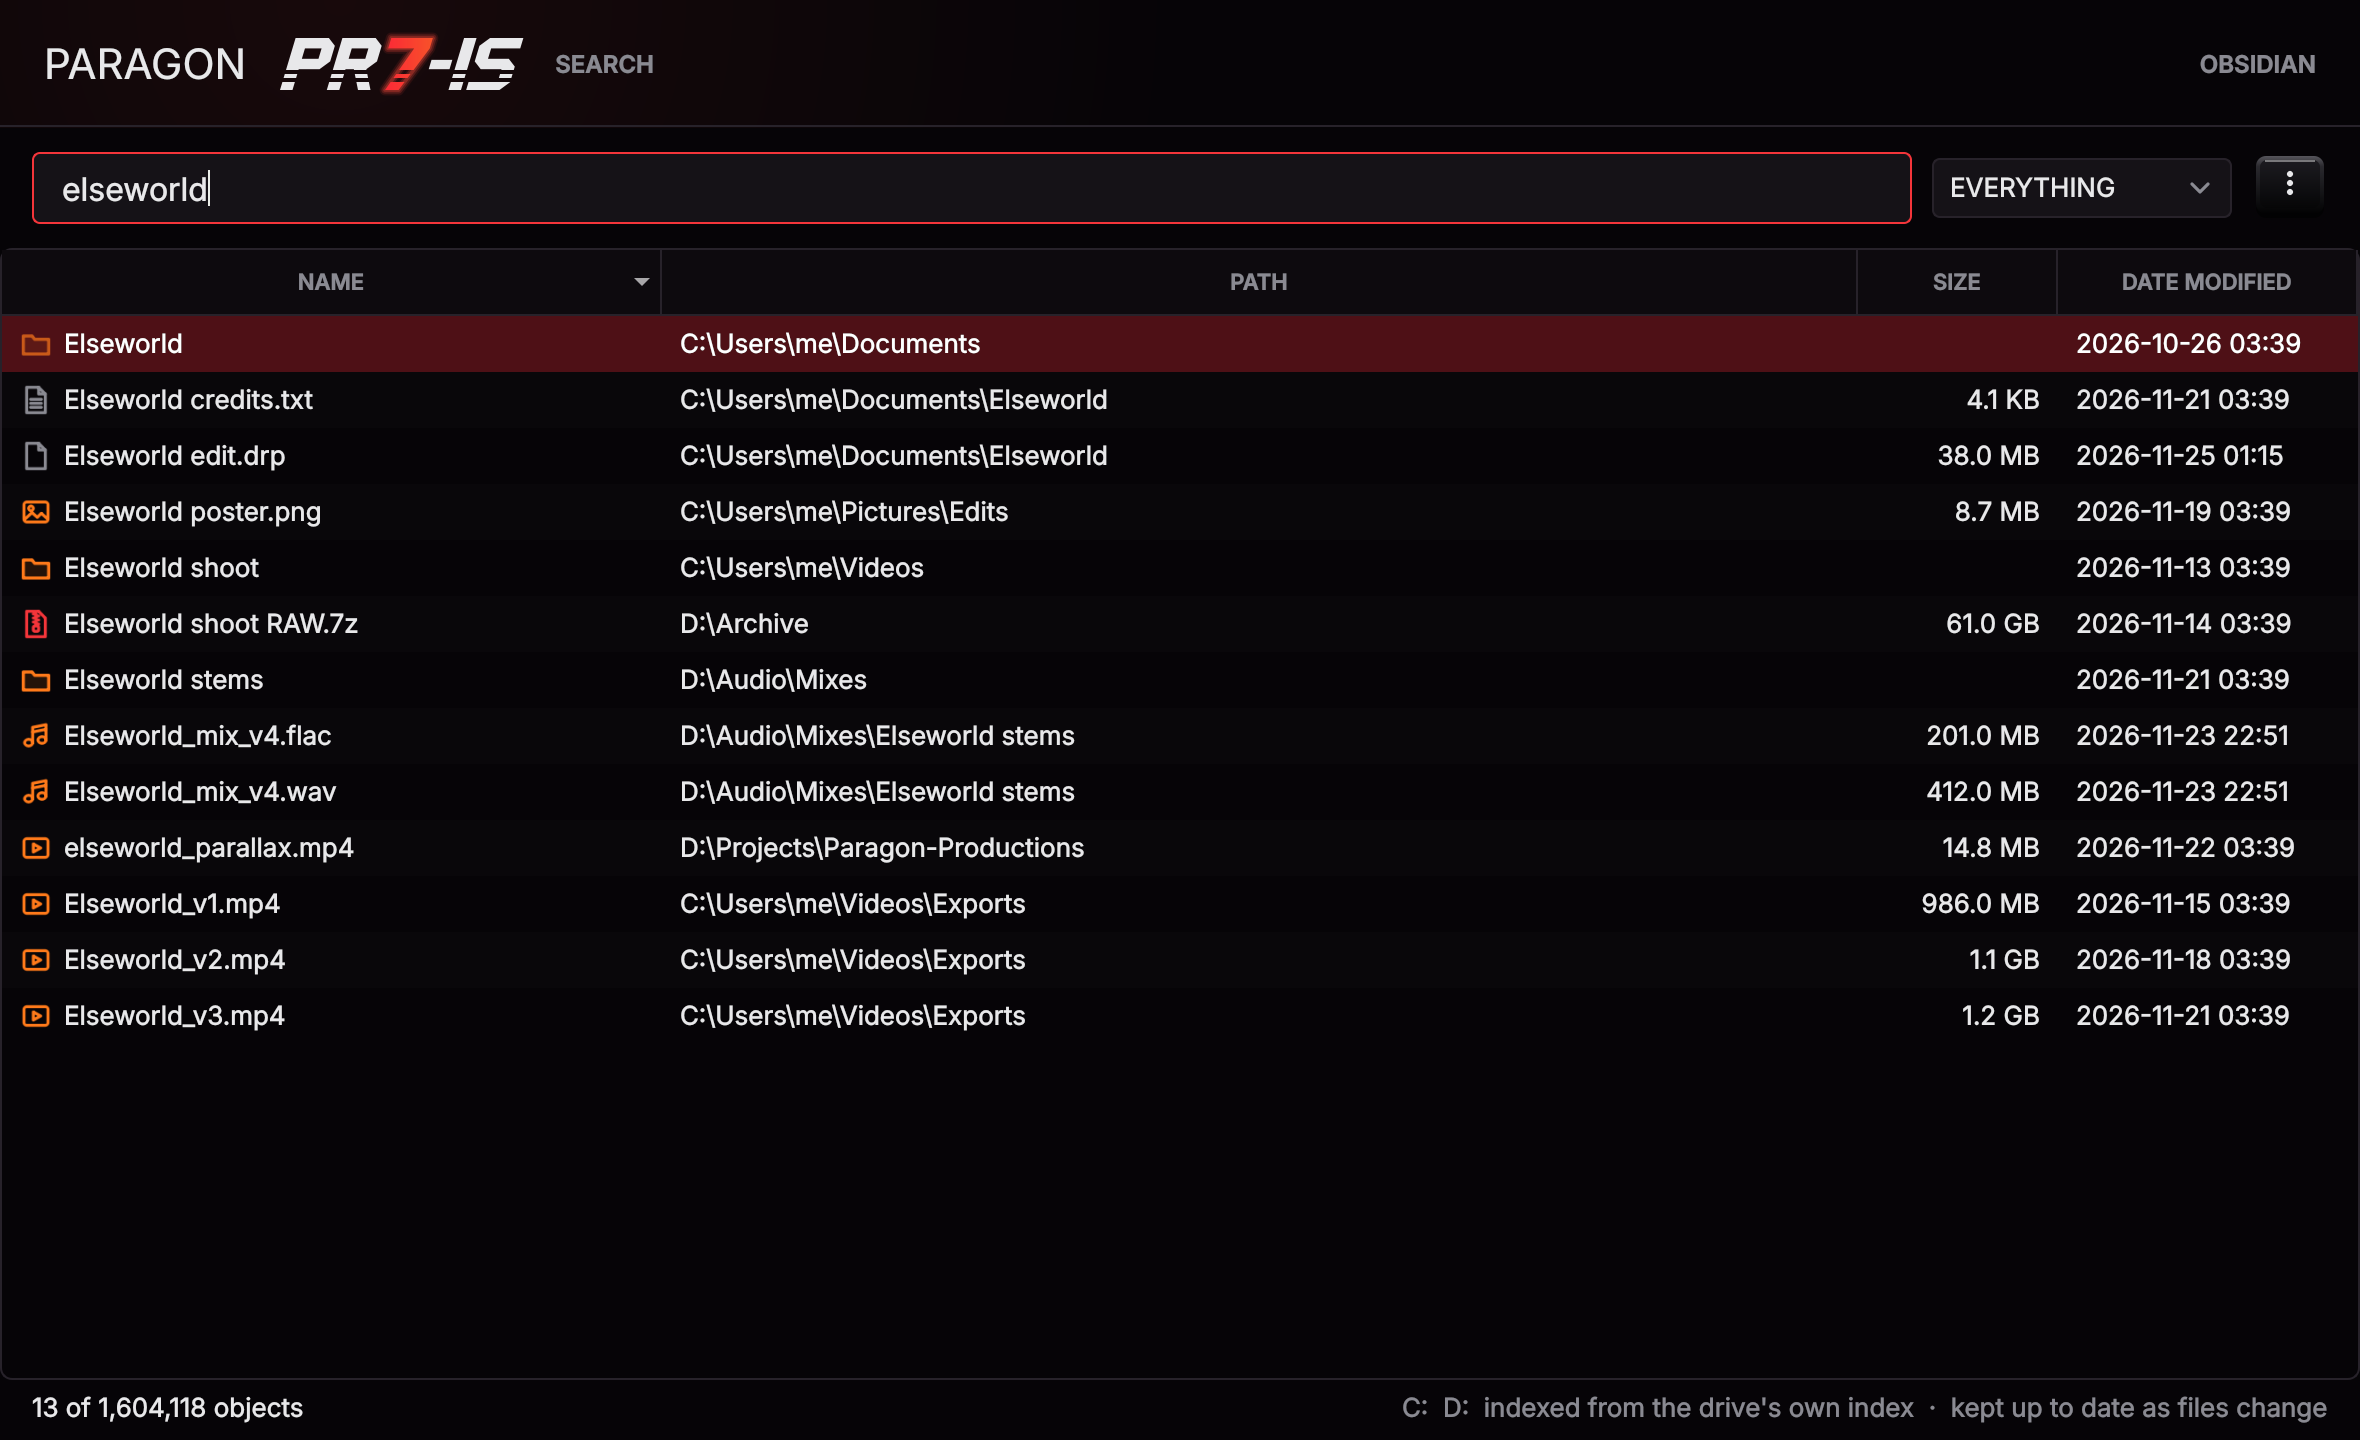 PARAGON PR7-IS SEARCH OBSIDIAN
elseworld EVERYTHING
NAME PATH SIZE DATE MODIFIED
Elseworld C:\Users\me\Documents 2026-10-26 03:39
Elseworld credits.txt C:\Users\me\Documents\Elseworld 4.1 KB 2026-11-21 03:39
Elseworld edit.drp C:\Users\me\Documents\Elseworld 38.0 MB 2026-11-25 01:15
Elseworld poster.png C:\Users\me\Pictures\Edits 8.7 MB 2026-11-19 03:39
Elseworld shoot C:\Users\me\Videos 2026-11-13 03:39
Elseworld shoot RAW.7z D:\Archive 61.0 GB 2026-11-14 03:39
Elseworld stems D:\Audio\Mixes 2026-11-21 03:39
Elseworld_mix_v4.flac D:\Audio\Mixes\Elseworld stems 201.0 MB 2026-11-23 22:51
Elseworld_mix_v4.wav D:\Audio\Mixes\Elseworld stems 412.0 MB 2026-11-23 22:51
elseworld_parallax.mp4 D:\Projects\Paragon-Productions 14.8 MB 2026-11-22 03:39
Elseworld_v1.mp4 C:\Users\me\Videos\Exports 986.0 MB 2026-11-15 03:39
Elseworld_v2.mp4 C:\Users\me\Videos\Exports 1.1 GB 2026-11-18 03:39
Elseworld_v3.mp4 C:\Users\me\Videos\Exports 1.2 GB 2026-11-21 03:39
13 of 1,604,118 objects C: D: indexed from the drive's own index · kept up to date as files change